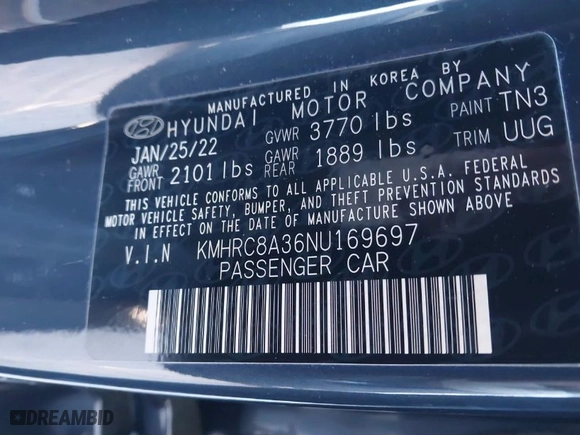 MANUFACTURED IN KOREA BY
HYUNDAI MOTOR COMPANY
JAN/25/22 GVWR 3770 lbs PAINT TN3
GAWR FRONT 2101 lbs GAWR REAR 1889 lbs TRIM UUG
THIS VEHICLE CONFORMS TO ALL APPLICABLE U.S.A. FEDERAL
MOTOR VEHICLE SAFETY, BUMPER, AND THEFT PREVENTION STANDARDS
IN EFFECT ON THE DATE OF MANUFACTURE SHOWN ABOVE
V.I.N KMHRC8A36NU169697
PASSENGER CAR
DREAMBID